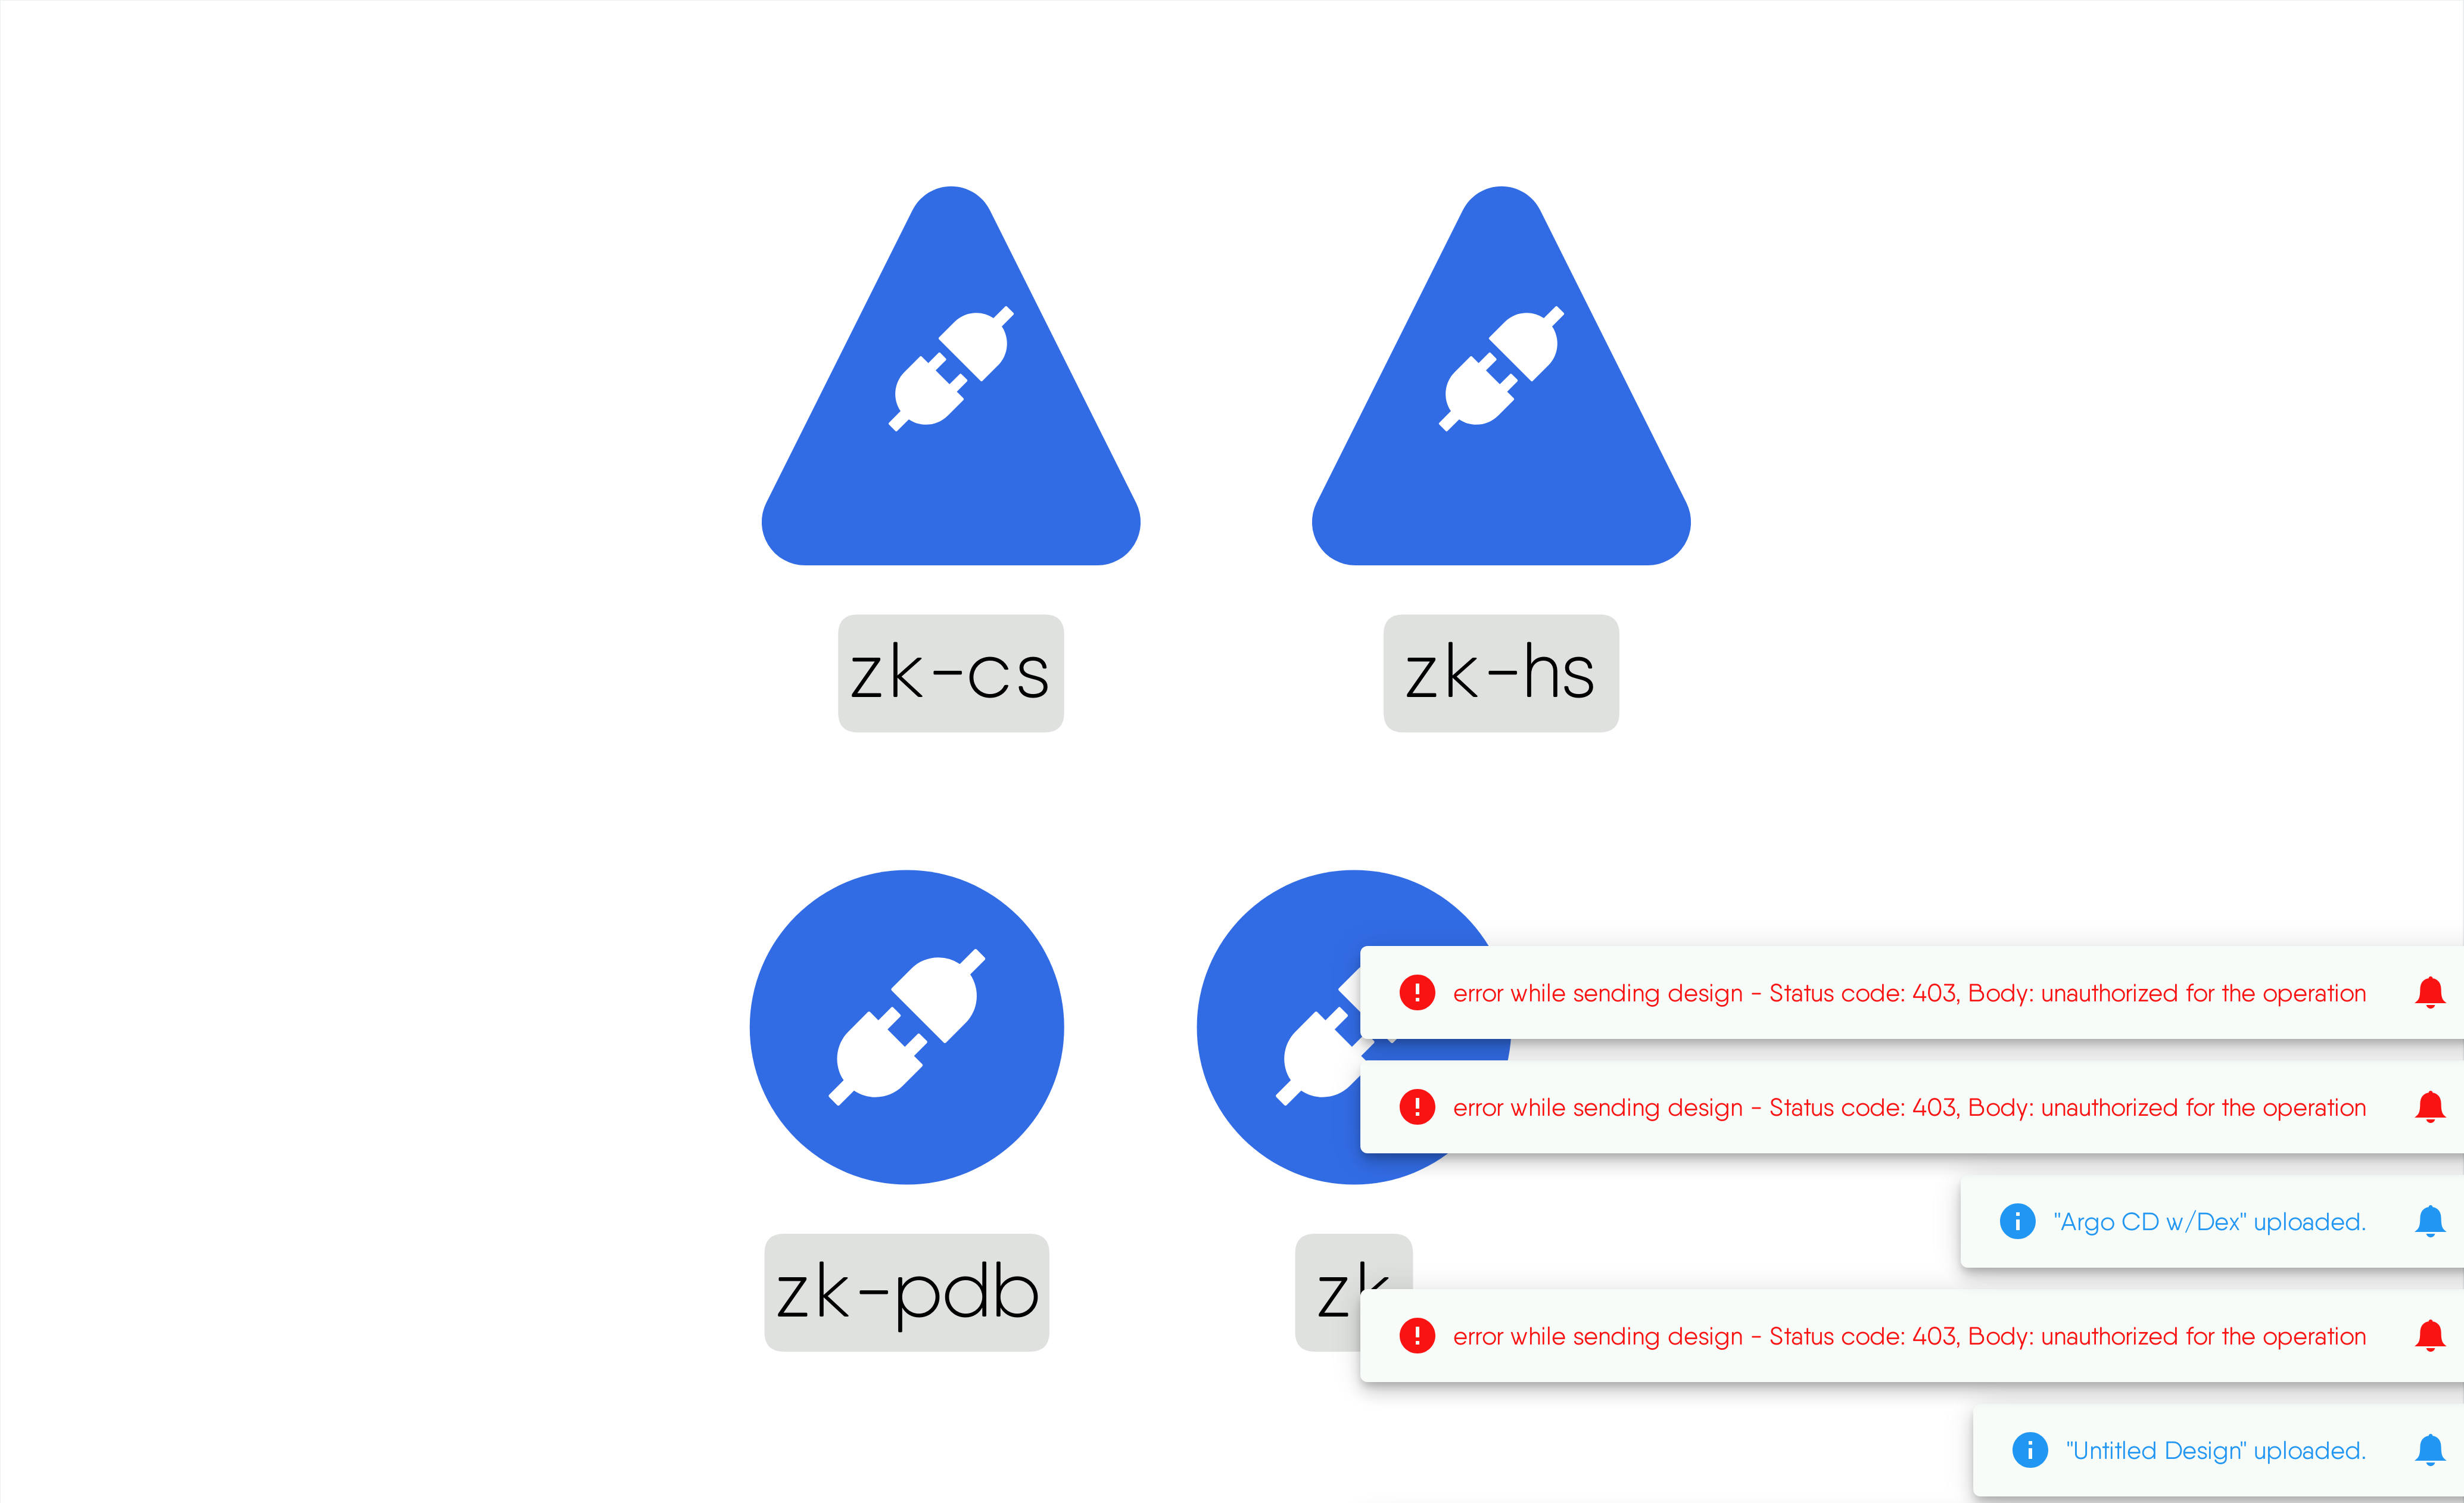 zk-cs
zk-hs
zk-pdb
zk
error while sending design - Status code: 403, Body: unauthorized for the operation
error while sending design - Status code: 403, Body: unauthorized for the operation
"Argo CD w/Dex" uploaded.
error while sending design - Status code: 403, Body: unauthorized for the operation
"Untitled Design" uploaded.